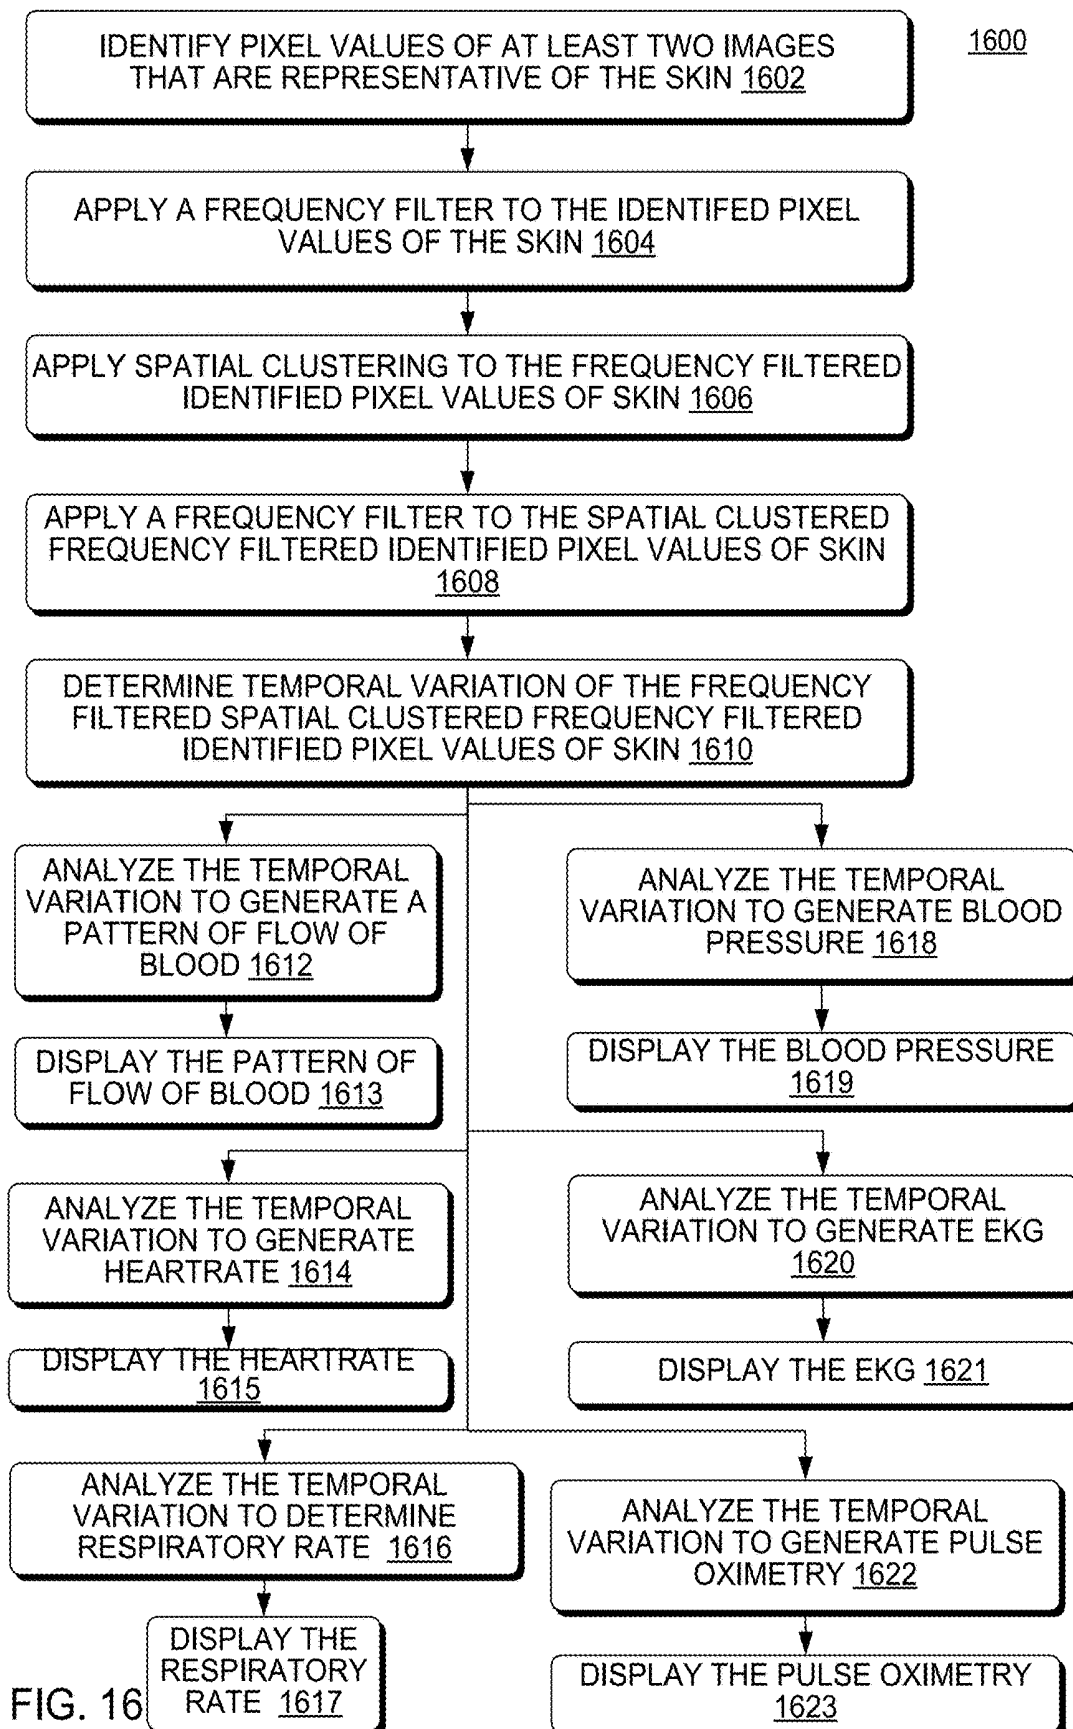 IDENTIFY PIXEL VALUES OF AT LEAST TWO IMAGES
THAT ARE REPRESENTATIVE OF THE SKIN 1602
1600
APPLY A FREQUENCY FILTER TO THE IDENTIFED PIXEL
VALUES OF THE SKIN 1604
APPLY SPATIAL CLUSTERING TO THE FREQUENCY FILTERED
IDENTIFIED PIXEL VALUES OF SKIN 1606
APPLY A FREQUENCY FILTER TO THE SPATIAL CLUSTERED
FREQUENCY FILTERED IDENTIFIED PIXEL VALUES OF SKIN
1608
DETERMINE TEMPORAL VARIATION OF THE FREQUENCY
FILTERED SPATIAL CLUSTERED FREQUENCY FILTERED
IDENTIFIED PIXEL VALUES OF SKIN 1610
ANALYZE THE TEMPORAL
VARIATION TO GENERATE A
PATTERN OF FLOW OF
BLOOD 1612
DISPLAY THE PATTERN OF
FLOW OF BLOOD 1613
ANALYZE THE TEMPORAL
VARIATION TO GENERATE BLOOD
PRESSURE 1618
DISPLAY THE BLOOD PRESSURE
1619
ANALYZE THE TEMPORAL
VARIATION TO GENERATE
HEARTRATE 1614
DISPLAY THE HEARTRATE
1615
ANALYZE THE TEMPORAL
VARIATION TO GENERATE EKG
1620
DISPLAY THE EKG 1621
ANALYZE THE TEMPORAL
VARIATION TO DETERMINE
RESPIRATORY RATE 1616
DISPLAY THE
RESPIRATORY
RATE 1617
ANALYZE THE TEMPORAL
VARIATION TO GENERATE PULSE
OXIMETRY 1622
DISPLAY THE PULSE OXIMETRY
1623
FIG. 16